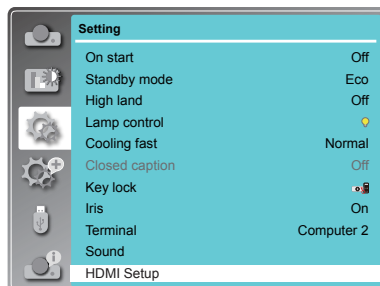 Setting
On start Off
Standby mode Eco
High land Off
Lamp control
Cooling fast Normal
Closed caption Off
Key lock
Iris On
Terminal Computer 2
Sound
HDMI Setup